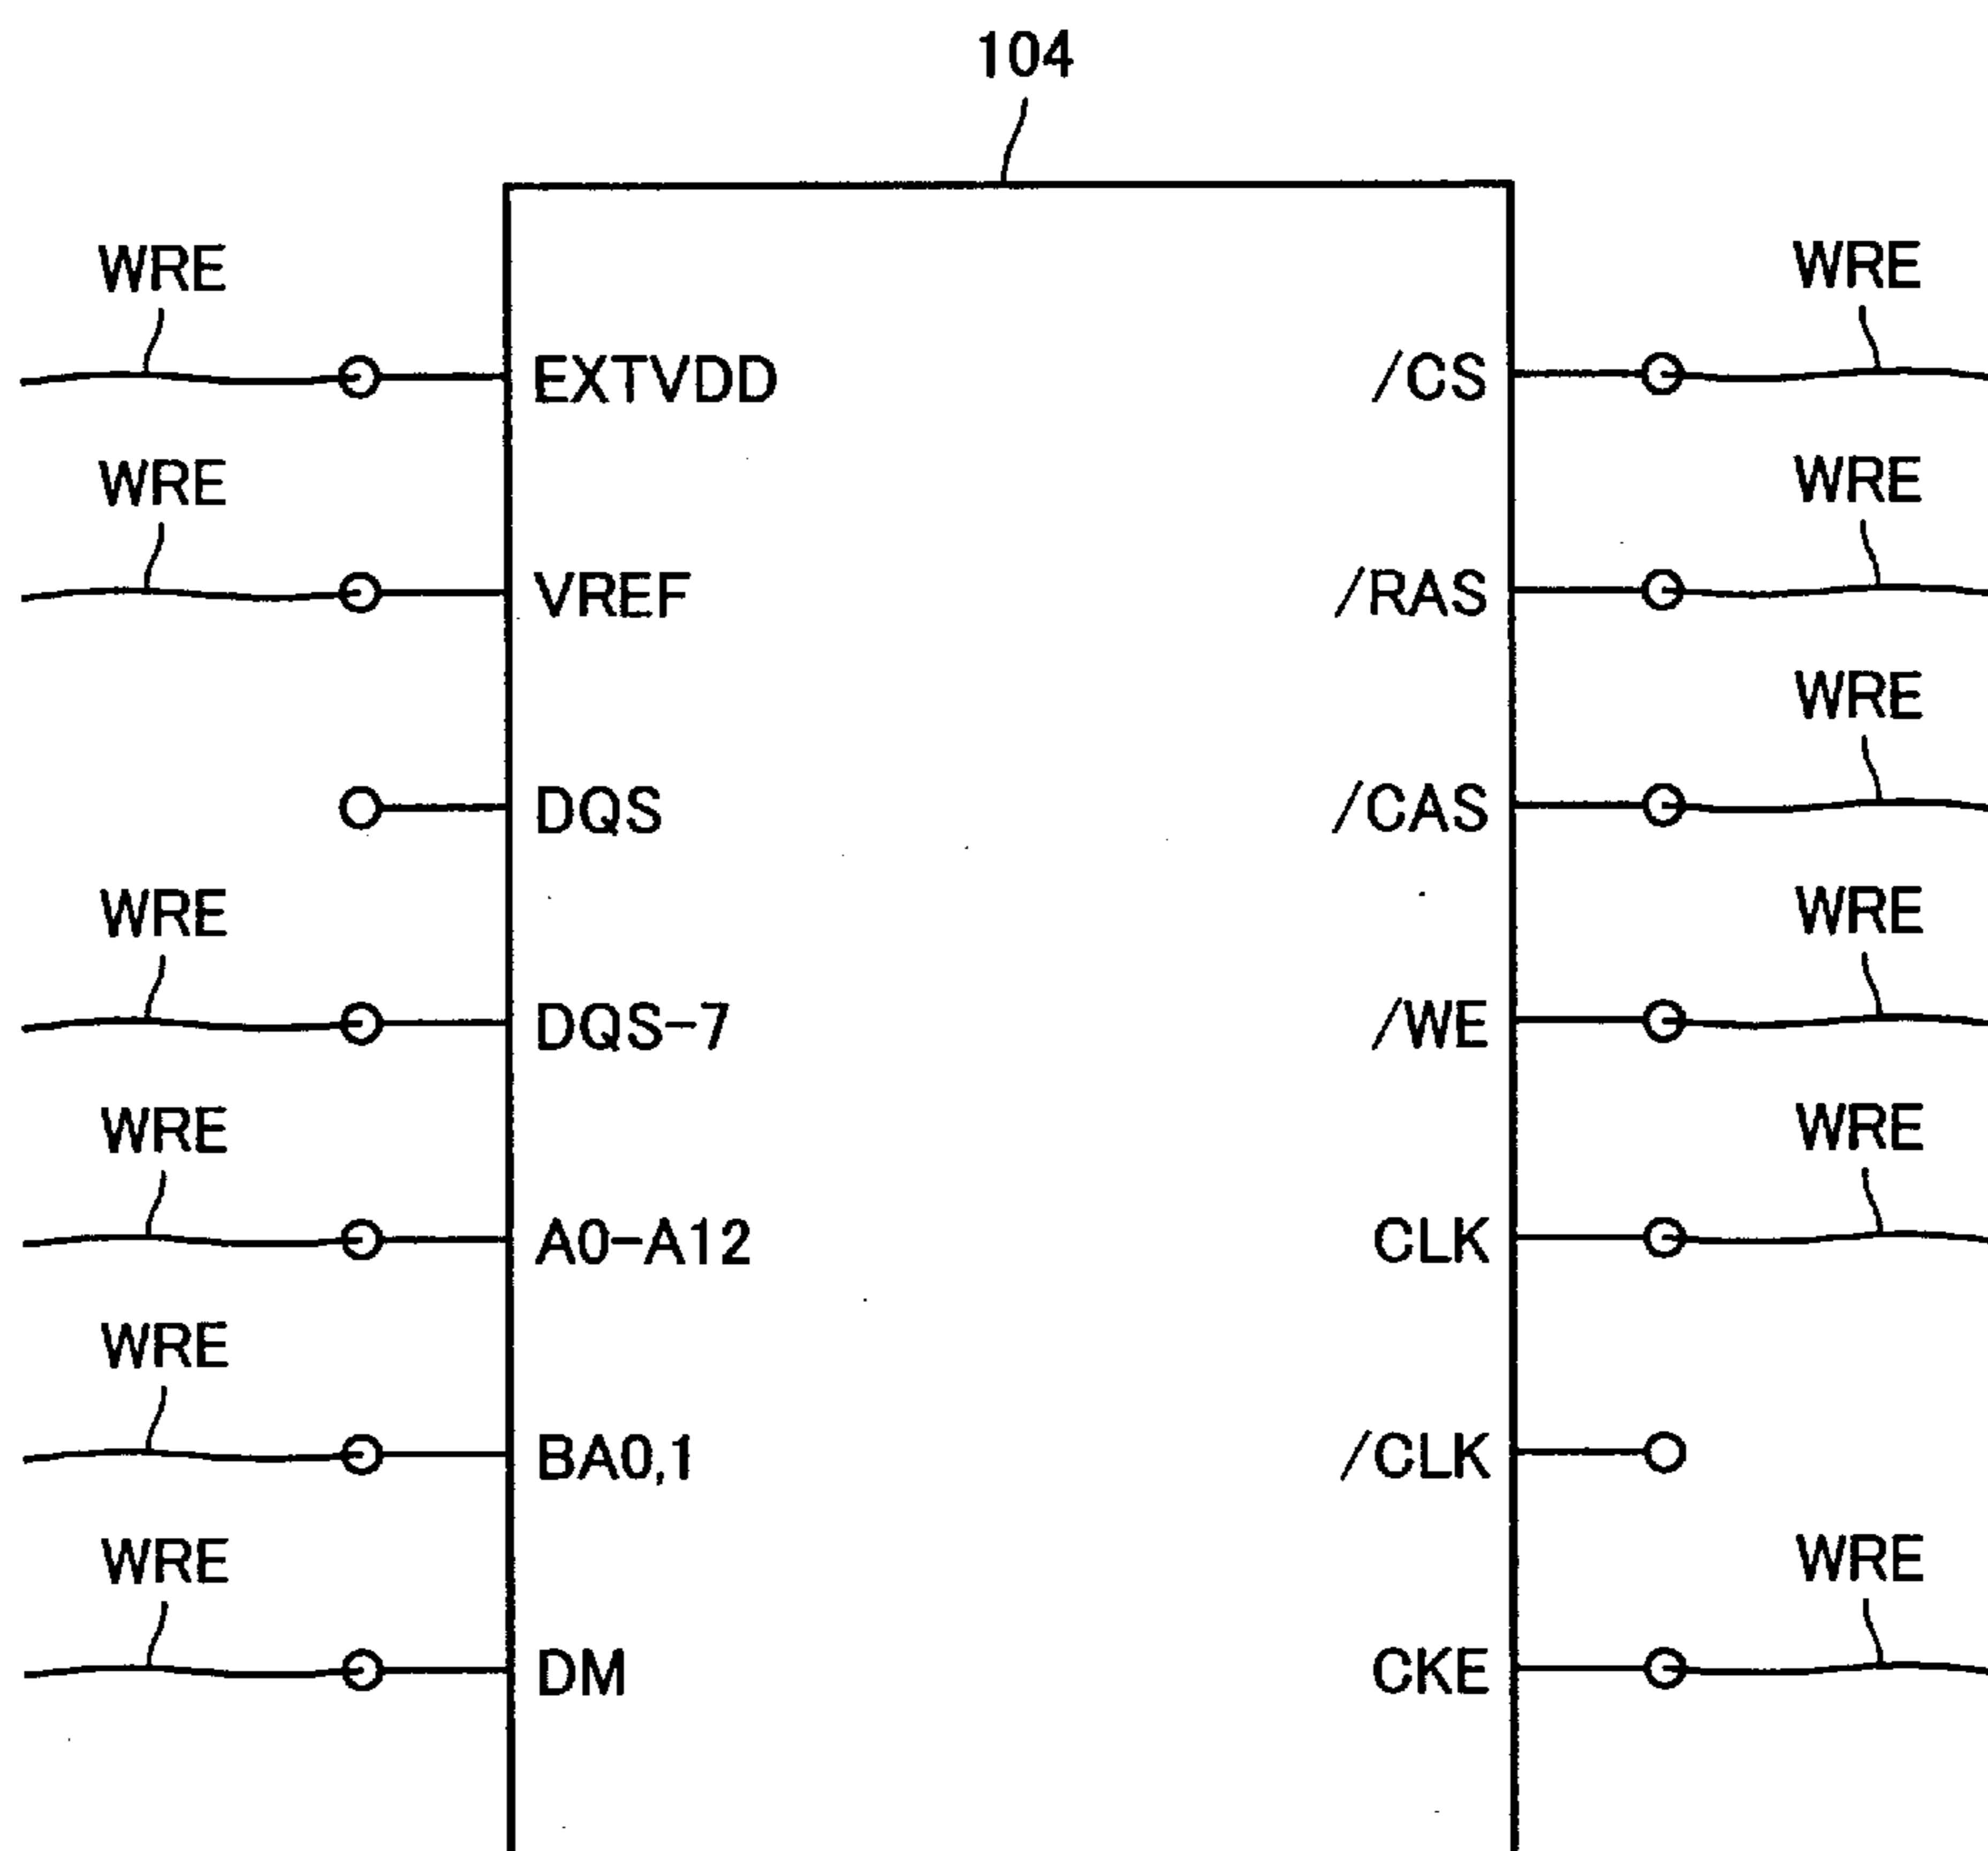 104
WRE
WRE
EXTVDD
/CS
WRE
WRE
VREF
/RAS
WRE
DQS
/CAS
WRE
WRE
DQS-7
/WE
WRE
WRE
A0-A12
CLK
WRE
BA0,1
/CLK
WRE
WRE
DM
CKE